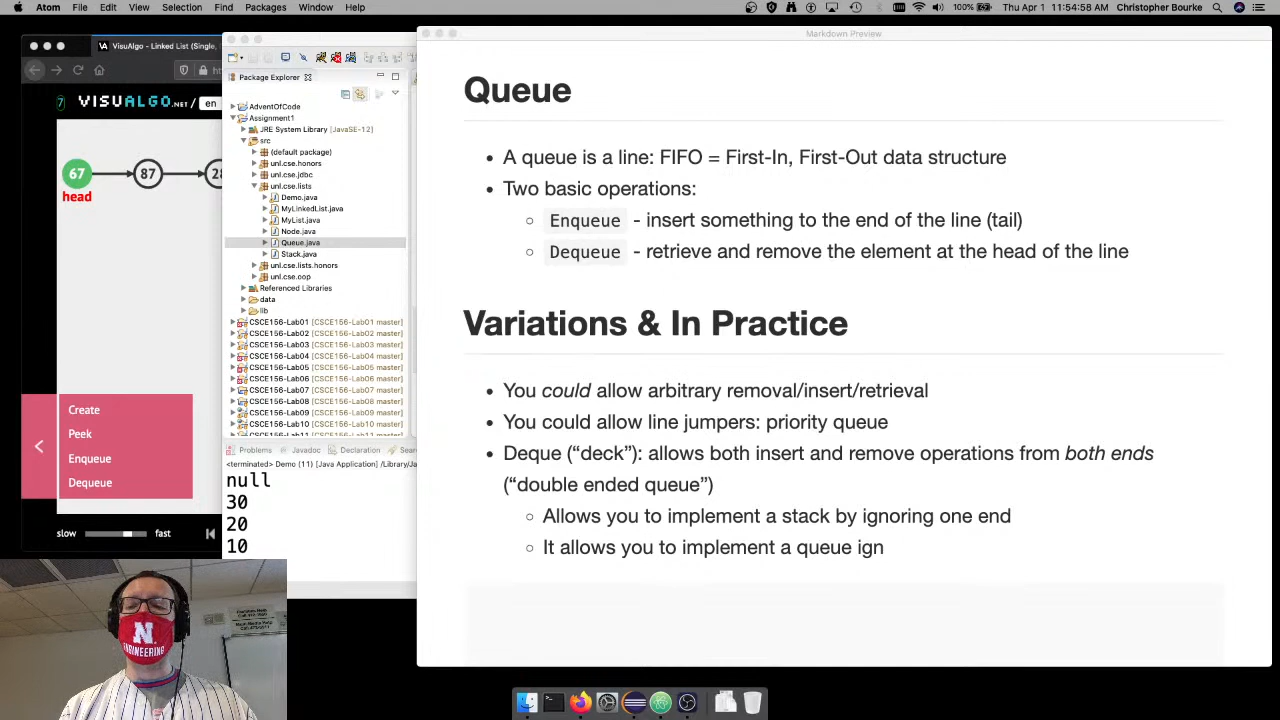 Atom File Edit View Selection Find Packages Window Help 100% Thu Apr 1 11:54:58 AM Christopher Bourke
VisuAlgo - Linked List (Single,
7 VISUALGO.NET/ en
67 87 28
head
Create
Peek
Enqueue
Dequeue
slow fast
Package Explorer
AdventOfCode
Assignment1
JRE System Library [JavaSE-12]
src
(default package)
unl.cse.honors
unl.cse.jdbc
unl.cse.lists
Demo.java
MyLinkedList.java
MyList.java
Node.java
Queue.java
Stack.java
unl.cse.lists.honors
unl.cse.oop
Referenced Libraries
data
lib
CSCE156-Lab01 [CSCE156-Lab01 master]
CSCE156-Lab02 [CSCE156-Lab02 master]
CSCE156-Lab03 [CSCE156-Lab03 master]
CSCE156-Lab04 [CSCE156-Lab04 master]
CSCE156-Lab05 [CSCE156-Lab05 master]
CSCE156-Lab06 [CSCE156-Lab06 master]
CSCE156-Lab07 [CSCE156-Lab07 master]
CSCE156-Lab08 [CSCE156-Lab08 master]
CSCE156-Lab09 [CSCE156-Lab09 master]
CSCE156-Lab10 [CSCE156-Lab10 master]
Problems Javadoc Declaration Sear
<terminated> Demo (11) [Java Application] /Library/Ja
null
30
20
10
Markdown Preview
Queue
• A queue is a line: FIFO = First-In, First-Out data structure
• Two basic operations:
◦ Enqueue - insert something to the end of the line (tail)
◦ Dequeue - retrieve and remove the element at the head of the line
Variations & In Practice
• You could allow arbitrary removal/insert/retrieval
• You could allow line jumpers: priority queue
• Deque (“deck”): allows both insert and remove operations from both ends
(“double ended queue”)
◦ Allows you to implement a stack by ignoring one end
◦ It allows you to implement a queue ign
N
ENGINEERING